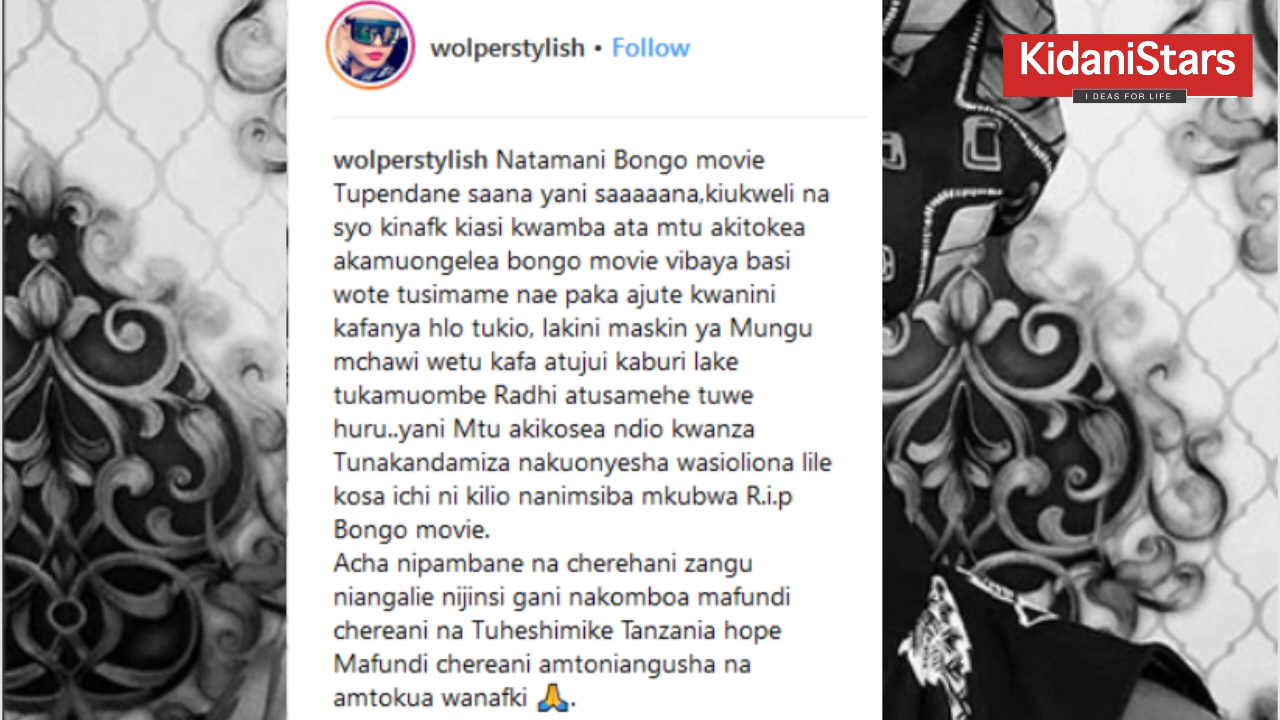 wolperstylish • Follow
KidaniStars
IDEAS FOR LIFE
wolperstylish Natamani Bongo movie
Tupendane saana yani saaaaana,kiukweli na
syo kinafk kiasi kwamba ata mtu akitokea
akamuongelea bongo movie vibaya basi
wote tusimame nae paka ajute kwanini
kafanya hlo tukio, lakini maskin ya Mungu
mchawi wetu kafa atujui kaburi lake
tukamuombe Radhi atusamehe tuwe
huru..yani Mtu akikosea ndio kwanza
Tunakandamiza nakuonyesha wasioliona lile
kosa ichi ni kilio nanimsiba mkubwa R.i.p
Bongo movie.
Acha nipambane na cherehani zangu
niangalie nijinsi gani nakomboa mafundi
chereani na Tuheshimike Tanzania hope
Mafundi chereani amtoniangusha na
amtokua wanafki 🙏.